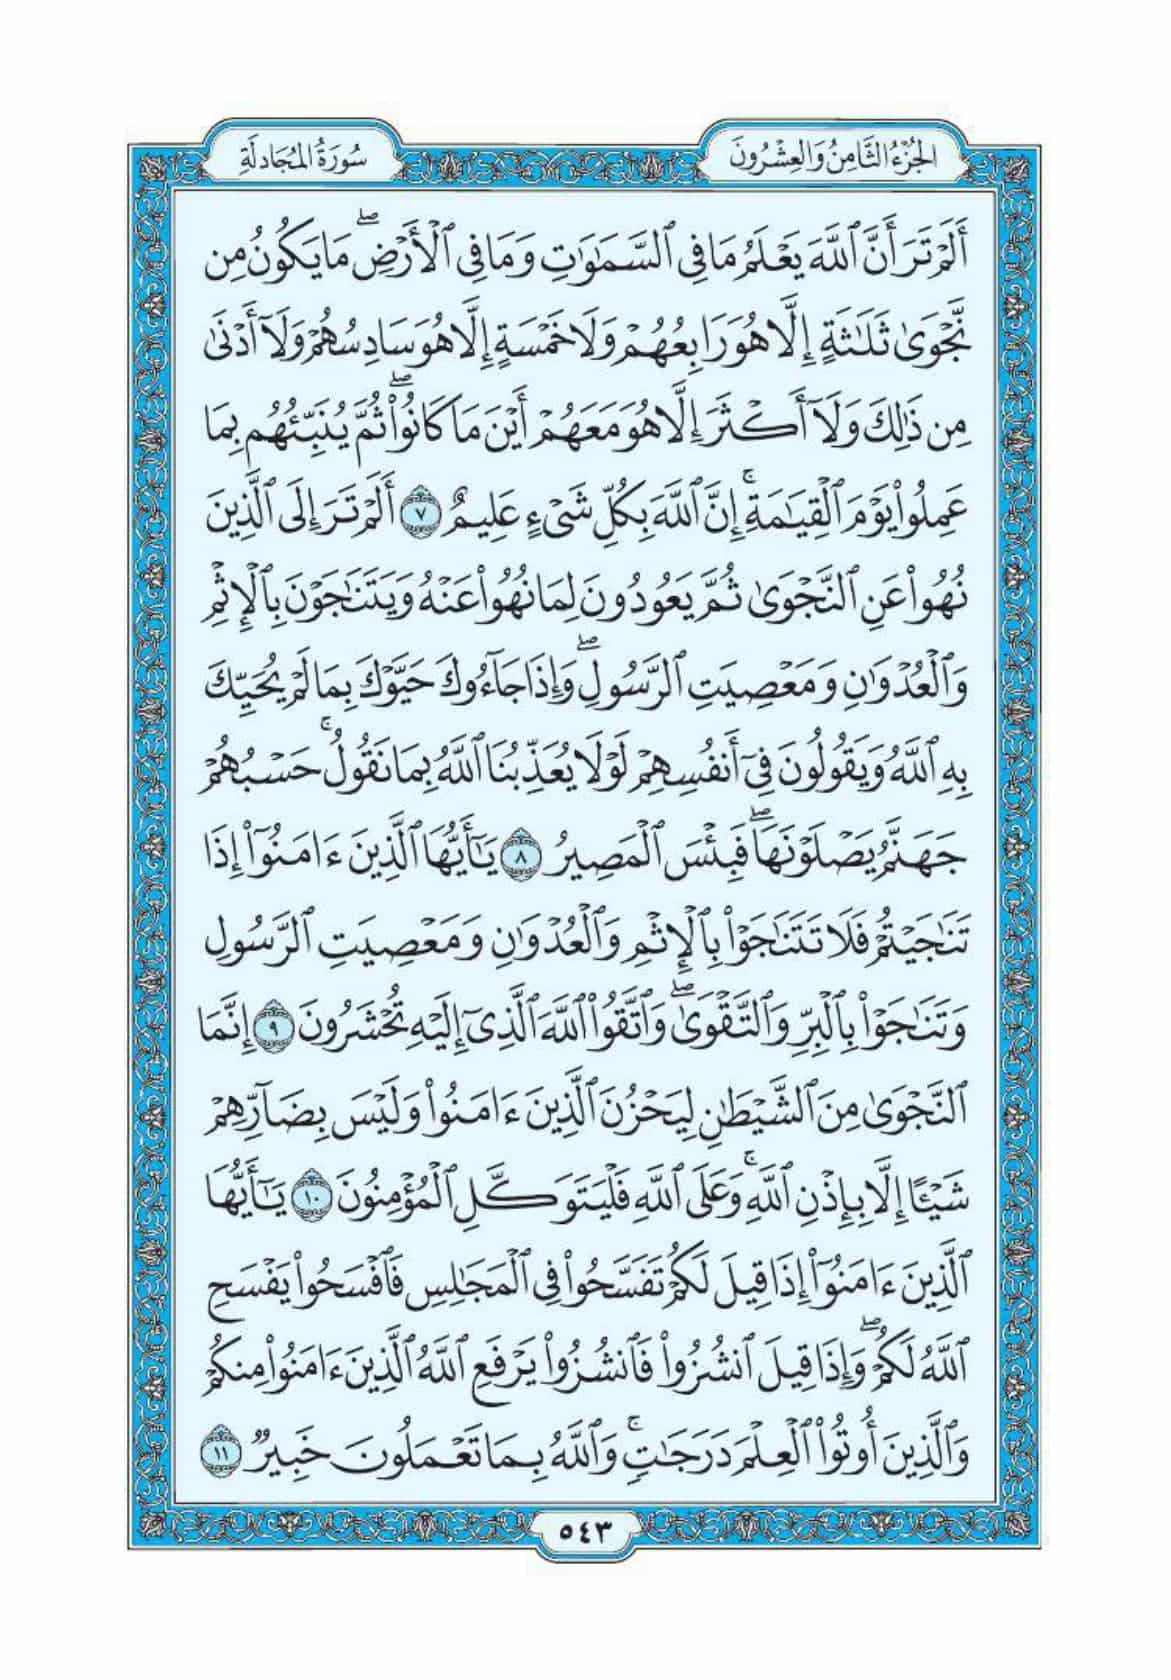 الجُزْءُ الثَّامِنُ وَالعِشْرُونَ
سُورَةُ المُجَادلَةِ
أَلَمْ تَرَ أَنَّ ٱللَّهَ يَعْلَمُ مَا فِي ٱلسَّمَٰوَٰتِ وَمَا فِي ٱلْأَرْضِۖ مَا يَكُونُ مِن
نَّجْوَىٰ ثَلَٰثَةٍ إِلَّا هُوَ رَابِعُهُمْ وَلَا خَمْسَةٍ إِلَّا هُوَ سَادِسُهُمْ وَلَآ أَدْنَىٰ
مِن ذَٰلِكَ وَلَآ أَكْثَرَ إِلَّا هُوَ مَعَهُمْ أَيْنَ مَا كَانُوا۟ۖ ثُمَّ يُنَبِّئُهُم بِمَا
عَمِلُوا۟ يَوْمَ ٱلْقِيَٰمَةِۚ إِنَّ ٱللَّهَ بِكُلِّ شَىْءٍ عَلِيمٌ ٧ أَلَمْ تَرَ إِلَى ٱلَّذِينَ
نُهُوا۟ عَنِ ٱلنَّجْوَىٰ ثُمَّ يَعُودُونَ لِمَا نُهُوا۟ عَنْهُ وَيَتَنَٰجَوْنَ بِٱلْإِثْمِ
وَٱلْعُدْوَٰنِ وَمَعْصِيَتِ ٱلرَّسُولِۖ وَإِذَا جَآءُوكَ حَيَّوْكَ بِمَا لَمْ يُحَيِّكَ
بِهِ ٱللَّهُ وَيَقُولُونَ فِىٓ أَنفُسِهِمْ لَوْلَا يُعَذِّبُنَا ٱللَّهُ بِمَا نَقُولُۚ حَسْبُهُمْ
جَهَنَّمُ يَصْلَوْنَهَاۖ فَبِئْسَ ٱلْمَصِيرُ ٨ يَٰٓأَيُّهَا ٱلَّذِينَ ءَامَنُوٓا۟ إِذَا
تَنَٰجَيْتُمْ فَلَا تَتَنَٰجَوْا۟ بِٱلْإِثْمِ وَٱلْعُدْوَٰنِ وَمَعْصِيَتِ ٱلرَّسُولِ
وَتَنَٰجَوْا۟ بِٱلْبِرِّ وَٱلتَّقْوَىٰۖ وَٱتَّقُوا۟ ٱللَّهَ ٱلَّذِىٓ إِلَيْهِ تُحْشَرُونَ ٩ إِنَّمَا
ٱلنَّجْوَىٰ مِنَ ٱلشَّيْطَٰنِ لِيَحْزُنَ ٱلَّذِينَ ءَامَنُوا۟ وَلَيْسَ بِضَآرِّهِمْ
شَيْـًٔا إِلَّا بِإِذْنِ ٱللَّهِۚ وَعَلَى ٱللَّهِ فَلْيَتَوَكَّلِ ٱلْمُؤْمِنُونَ ١٠ يَٰٓأَيُّهَا
ٱلَّذِينَ ءَامَنُوٓا۟ إِذَا قِيلَ لَكُمْ تَفَسَّحُوا۟ فِي ٱلْمَجَٰلِسِ فَٱفْسَحُوا۟ يَفْسَحِ
ٱللَّهُ لَكُمْۖ وَإِذَا قِيلَ ٱنشُزُوا۟ فَٱنشُزُوا۟ يَرْفَعِ ٱللَّهُ ٱلَّذِينَ ءَامَنُوا۟ مِنكُمْ
وَٱلَّذِينَ أُوتُوا۟ ٱلْعِلْمَ دَرَجَٰتٍۚ وَٱللَّهُ بِمَا تَعْمَلُونَ خَبِيرٌ ١١
٥٤٣